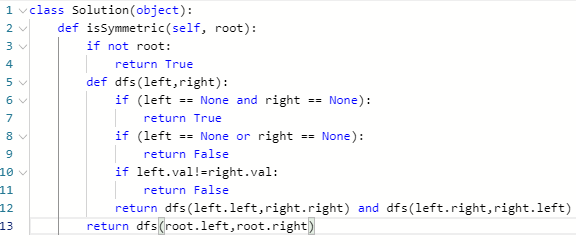 1 class Solution(object):
2     def isSymmetric(self, root):
3         if not root:
4             return True
5         def dfs(left,right):
6             if (left == None and right == None):
7                 return True
8             if (left == None or right == None):
9                 return False
10             if left.val!=right.val:
11                 return False
12             return dfs(left.left,right.right) and dfs(left.right,right.left)
13         return dfs(root.left,root.right)